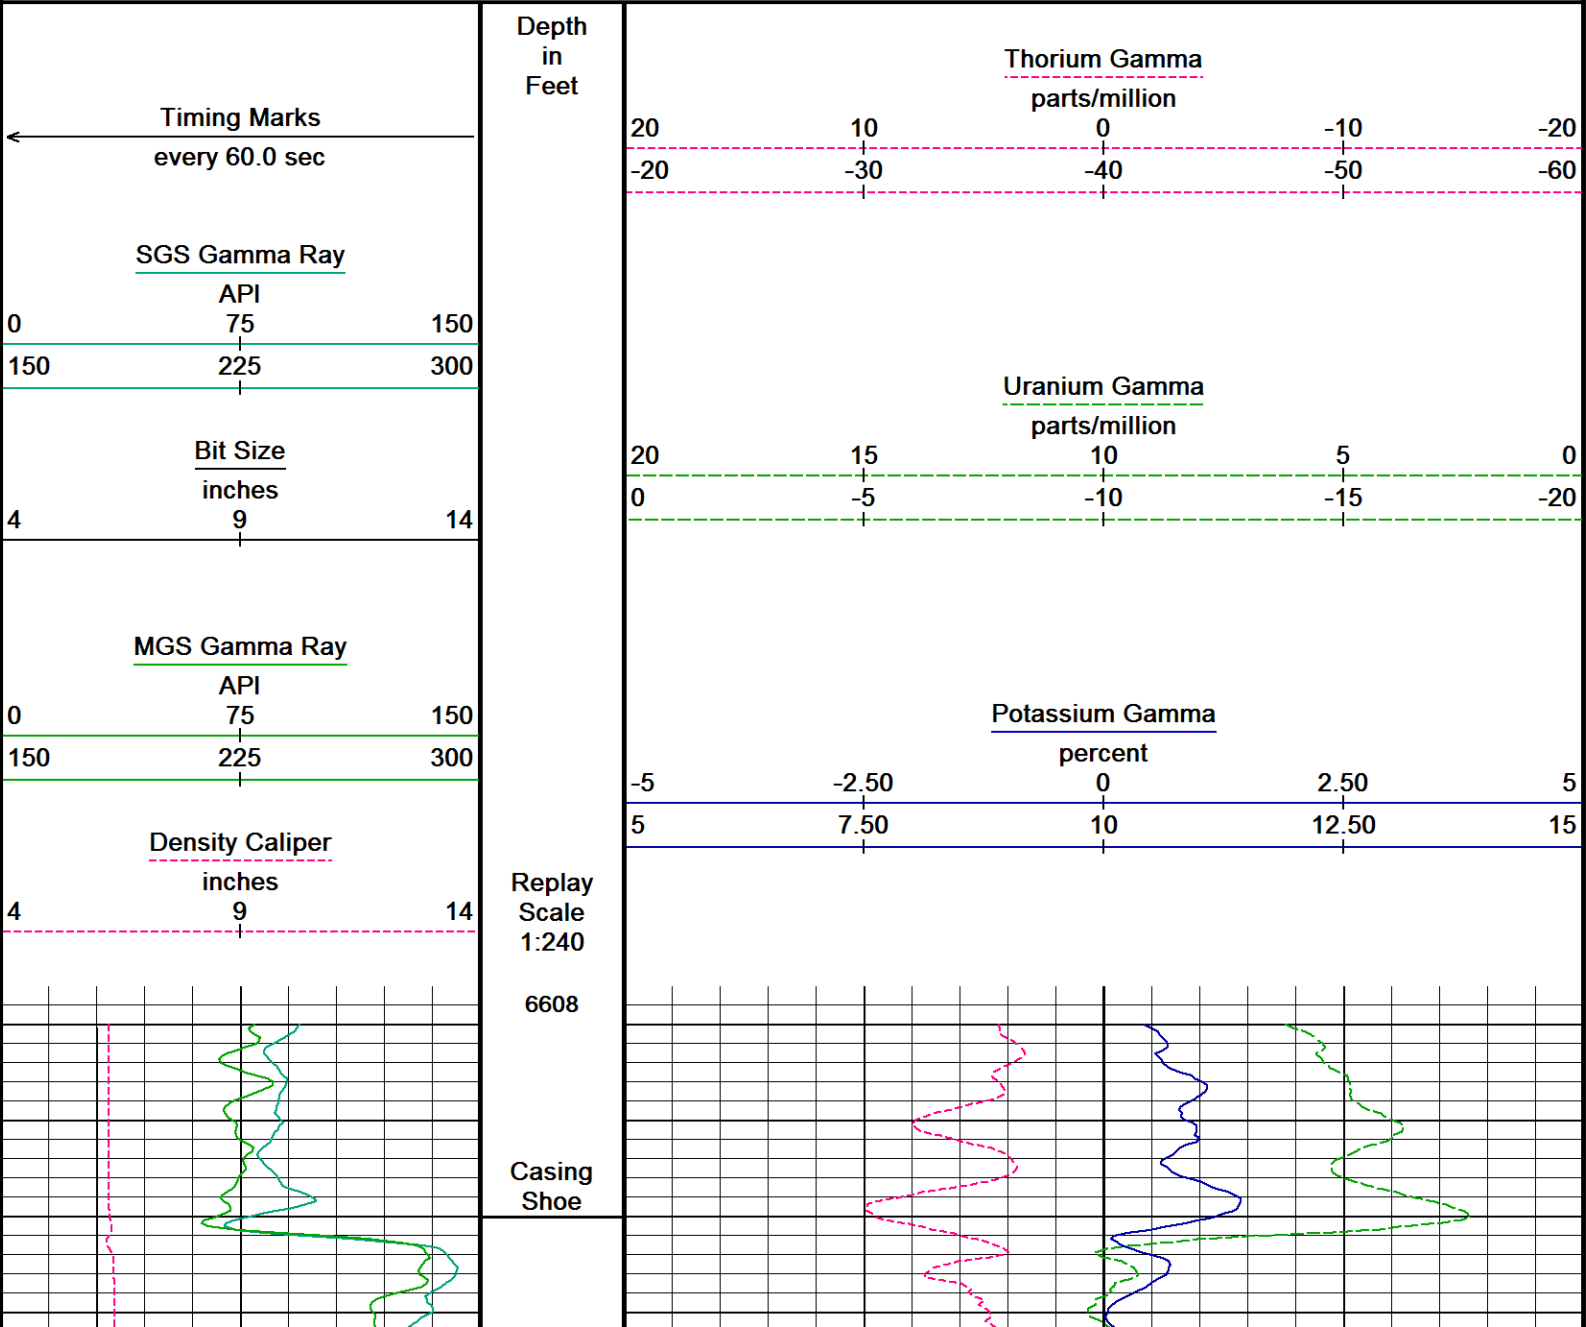 Timing Marks
every 60.0 sec
SGS Gamma Ray
API
0 75 150
150 225 300
Bit Size
inches
4 9 14
MGS Gamma Ray
API
0 75 150
150 225 300
Density Caliper
inches
4 9 14
Depth
in
Feet
Replay
Scale
1:240
6608
Casing
Shoe
Thorium Gamma
parts/million
20 10 0 -10 -20
-20 -30 -40 -50 -60
Uranium Gamma
parts/million
20 15 10 5 0
0 -5 -10 -15 -20
Potassium Gamma
percent
-5 -2.50 0 2.50 5
5 7.50 10 12.50 15